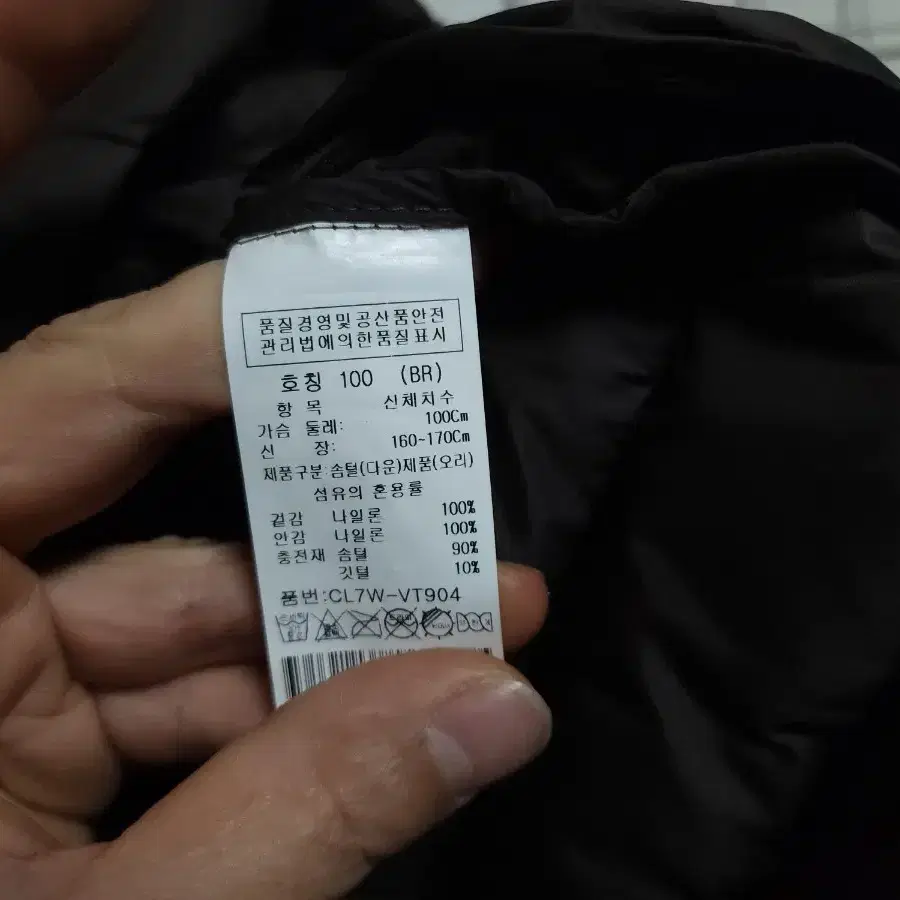 품질경영및공산품안전
관리법에의한품질표시
호칭 100 (BR)
항 목 신체치수
가슴 둘레: 100Cm
신 장: 160~170Cm
제품구분:솜털(다운)제품(오리)
섬유의 혼용률
겉감 나일론 100%
안감 나일론 100%
충전재 솜털 90%
깃털 10%
품번:CL7W-VT904